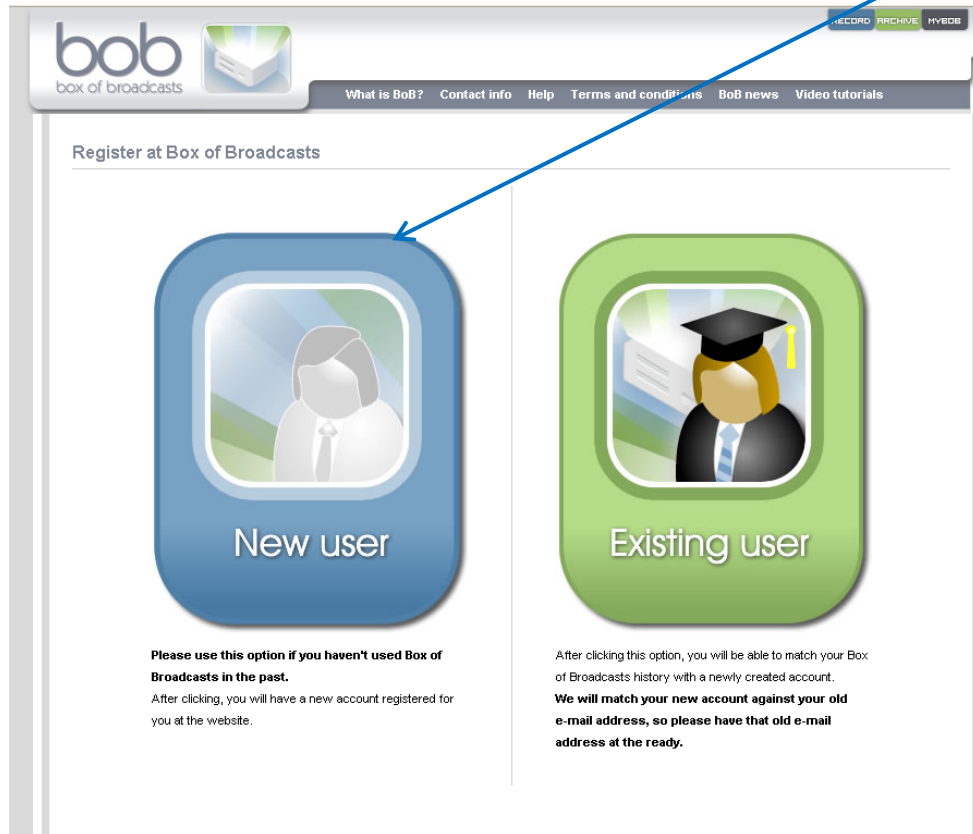 RECORD ARCHIVE MYBOB
bob
box of broadcasts
What is BoB? Contact info Help Terms and conditions BoB news Video tutorials
Register at Box of Broadcasts
New user
Please use this option if you haven't used Box of
Broadcasts in the past.
After clicking, you will have a new account registered for
you at the website.
Existing user
After clicking this option, you will be able to match your Box
of Broadcasts history with a newly created account.
We will match your new account against your old
e-mail address, so please have that old e-mail
address at the ready.